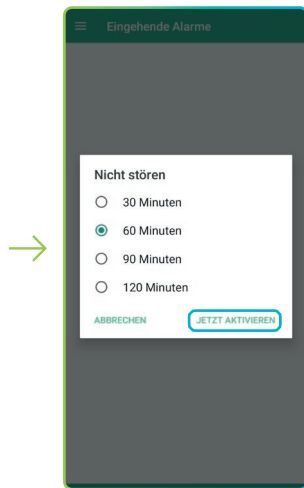 Eingehende Alarme
Nicht stören
30 Minuten
60 Minuten
90 Minuten
120 Minuten
ABBRECHEN JETZT AKTIVIEREN